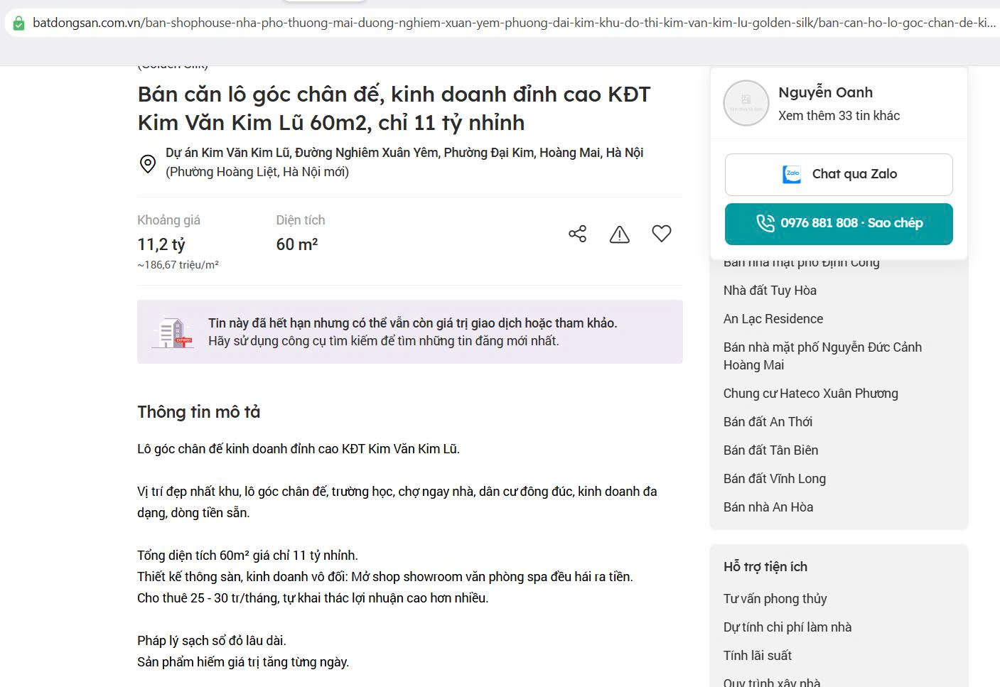 batdongsan.com.vn/ban-shophouse-nha-pho-thuong-mai-duong-nghiem-xuan-yem-phuong-dai-kim-khu-do-thi-kim-van-kim-lu-golden-silk/ban-can-ho-lo-goc-chan-de-ki...
(Golden Silk)
Bán căn lô góc chân đế, kinh doanh đỉnh cao KĐT
Kim Văn Kim Lũ 60m2, chỉ 11 tỷ nhỉnh
Dự án Kim Văn Kim Lũ, Đường Nghiêm Xuân Yêm, Phường Đại Kim, Hoàng Mai, Hà Nội
(Phường Hoàng Liệt, Hà Nội mới)
Khoảng giá
11,2 tỷ
~186,67 triệu/m²
Diện tích
60 m²
EXPIRED
Tin này đã hết hạn nhưng có thể vẫn còn giá trị giao dịch hoặc tham khảo.
Hãy sử dụng công cụ tìm kiếm để tìm những tin đăng mới nhất.
Thông tin mô tả
Lô góc chân đế kinh doanh đỉnh cao KĐT Kim Văn Kim Lũ.
Vị trí đẹp nhất khu, lô góc chân đế, trường học, chợ ngay nhà, dân cư đông đúc, kinh doanh đa
dạng, dòng tiền sẵn.
Tổng diện tích 60m² giá chỉ 11 tỷ nhỉnh.
Thiết kế thông sàn, kinh doanh vô đối: Mở shop showroom văn phòng spa đều hái ra tiền.
Cho thuê 25 - 30 tr/tháng, tự khai thác lợi nhuận cao hơn nhiều.
Pháp lý sạch sổ đỏ lâu dài.
Sản phẩm hiếm giá trị tăng từng ngày.
Nguyễn Oanh
Xem thêm 33 tin khác
Zalo
Chat qua Zalo
0976 881 808 · Sao chép
Bán nhà mặt phố Định Công
Nhà đất Tuy Hòa
An Lạc Residence
Bán nhà mặt phố Nguyễn Đức Cảnh
Hoàng Mai
Chung cư Hateco Xuân Phương
Bán đất An Thới
Bán đất Tân Biên
Bán đất Vĩnh Long
Bán nhà An Hòa
Hỗ trợ tiện ích
Tư vấn phong thủy
Dự tính chi phí làm nhà
Tính lãi suất
Quy trình xây nhà